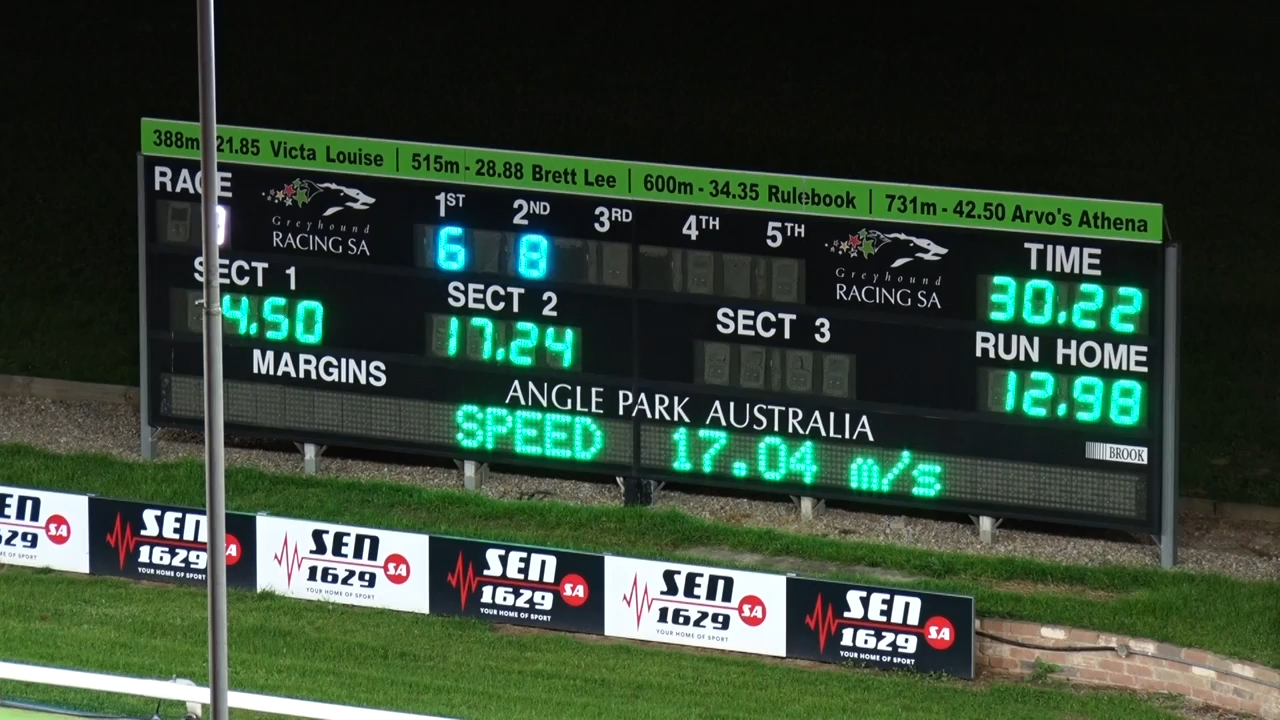 388m 21.85 Victa Louise | 515m - 28.88 Brett Lee | 600m - 34.35 Rulebook | 731m - 42.50 Arvo's Athena
RACE
Greyhound
RACING SA
1ST 2ND 3RD 4TH 5TH
6 8
Greyhound
RACING SA
TIME
30.22
SECT 1
4.50
SECT 2
17.24
SECT 3
RUN HOME
12.98
MARGINS
ANGLE PARK AUSTRALIA
SPEED 17.04 m/s
BROOK
SEN SA
1629
YOUR HOME OF SPORT
SEN
1629
YOUR HOME OF SPORT
SEN SA
1629
YOUR HOME OF SPORT
SEN SA
1629
YOUR HOME OF SPORT
SEN SA
1629
YOUR HOME OF SPORT
SEN SA
1629
YOUR HOME OF SPORT